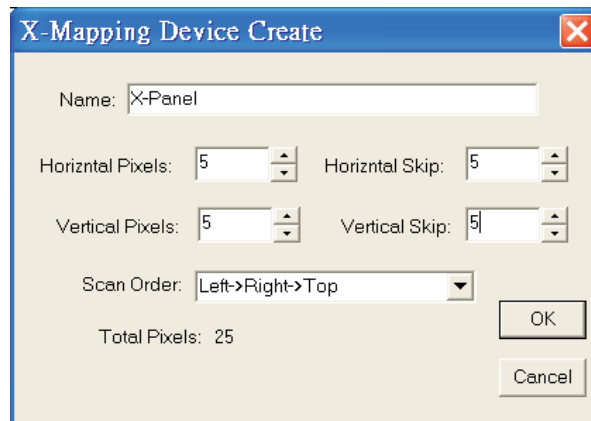 X-Mapping Device Create
Name: X-Panel
Horizntal Pixels: 5 Horizntal Skip: 5
Vertical Pixels: 5 Vertical Skip: 5
Scan Order: Left->Right->Top
Total Pixels: 25
OK
Cancel